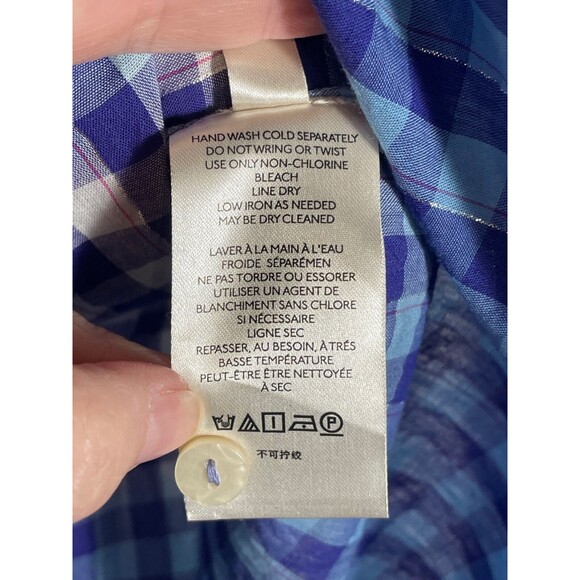 HAND WASH COLD SEPARATELY
DO NOT WRING OR TWIST
USE ONLY NON-CHLORINE
BLEACH
LINE DRY
LOW IRON AS NEEDED
MAY BE DRY CLEANED
LAVER À LA MAIN À L'EAU
FROIDE SÉPARÉMEN
NE PAS TORDRE OU ESSORER
UTILISER UN AGENT DE
BLANCHIMENT SANS CHLORE
SI NÉCESSAIRE
LIGNE SEC
REPASSER, AU BESOIN, À TRÉS
BASSE TEMPÉRATURE
PEUT-ÊTRE ÊTRE NETTOYÉE
À SEC
P
不可拧绞